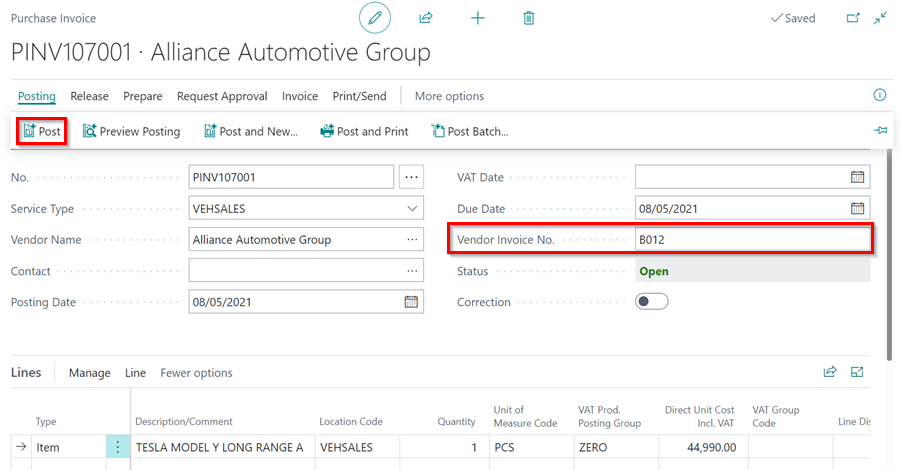 Purchase Invoice
Saved
PINV107001 · Alliance Automotive Group
Posting Release Prepare Request Approval Invoice Print/Send More options
Post Preview Posting Post and New... Post and Print Post Batch...
No. PINV107001 VAT Date
Service Type VEHSALES Due Date 08/05/2021
Vendor Name Alliance Automotive Group Vendor Invoice No. B012
Contact Status Open
Posting Date 08/05/2021 Correction
Lines Manage Line Fewer options
Type Description/Comment Location Code Quantity Unit of Measure Code VAT Prod. Posting Group Direct Unit Cost Incl. VAT VAT Group Code Line Dis
Item TESLA MODEL Y LONG RANGE A VEHSALES 1 PCS ZERO 44,990.00